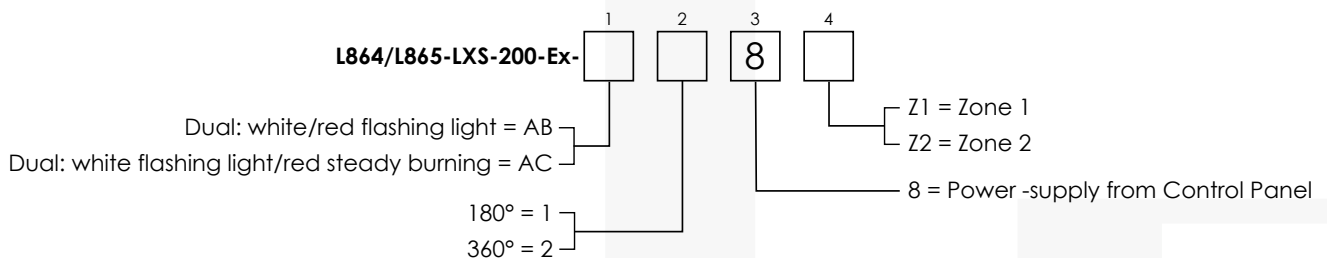 1 2 3 4
L864/L865-LXS-200-Ex- 8
Dual: white/red flashing light = AB
Dual: white flashing light/red steady burning = AC
Z1 = Zone 1
Z2 = Zone 2
8 = Power -supply from Control Panel
180° = 1
360° = 2